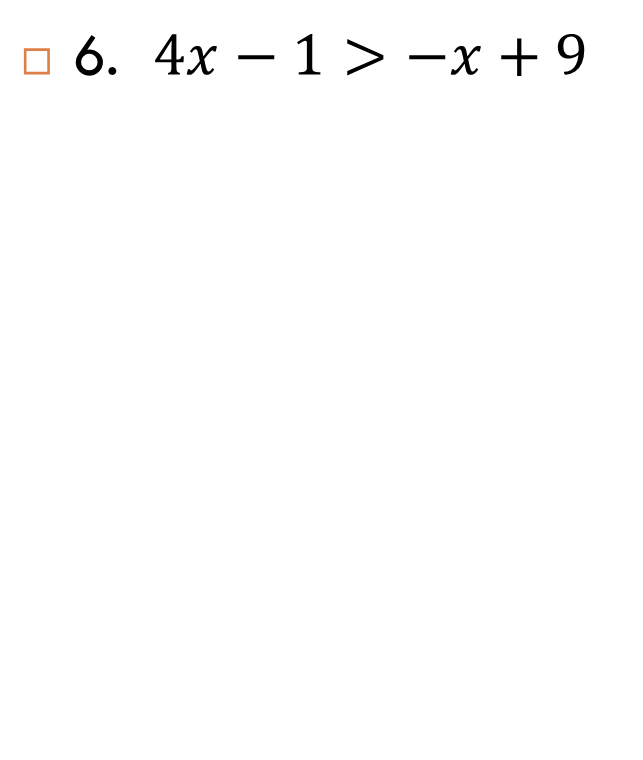 6. 4x − 1 > −x + 9